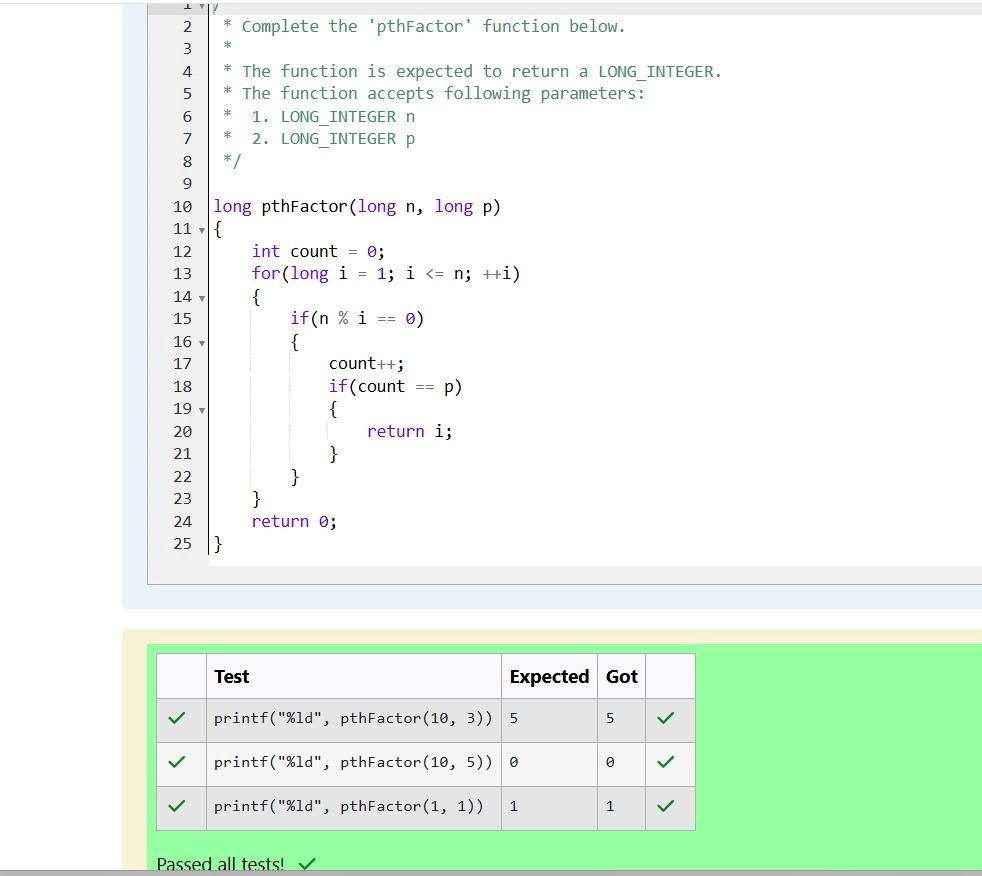 1 /
2 * Complete the 'pthFactor' function below.
3 *
4 * The function is expected to return a LONG_INTEGER.
5 * The function accepts following parameters:
6 * 1. LONG_INTEGER n
7 * 2. LONG_INTEGER p
8 */
9
10 long pthFactor(long n, long p)
11 {
12 int count = 0;
13 for(long i = 1; i <= n; ++i)
14 {
15 if(n % i == 0)
16 {
17 count++;
18 if(count == p)
19 {
20 return i;
21 }
22 }
23 }
24 return 0;
25 }
Test Expected Got
printf("%ld", pthFactor(10, 3)) 5 5
printf("%ld", pthFactor(10, 5)) 0 0
printf("%ld", pthFactor(1, 1)) 1 1
Passed all tests!